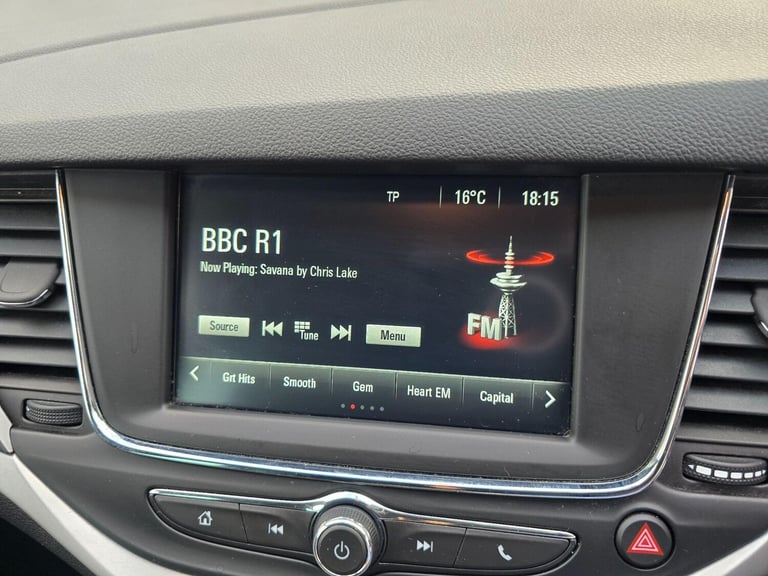 TP 16°C 18:15
BBC R1
Now Playing: Savana by Chris Lake
FM
Source Tune Menu
Grt Hits Smooth Gem Heart EM Capital